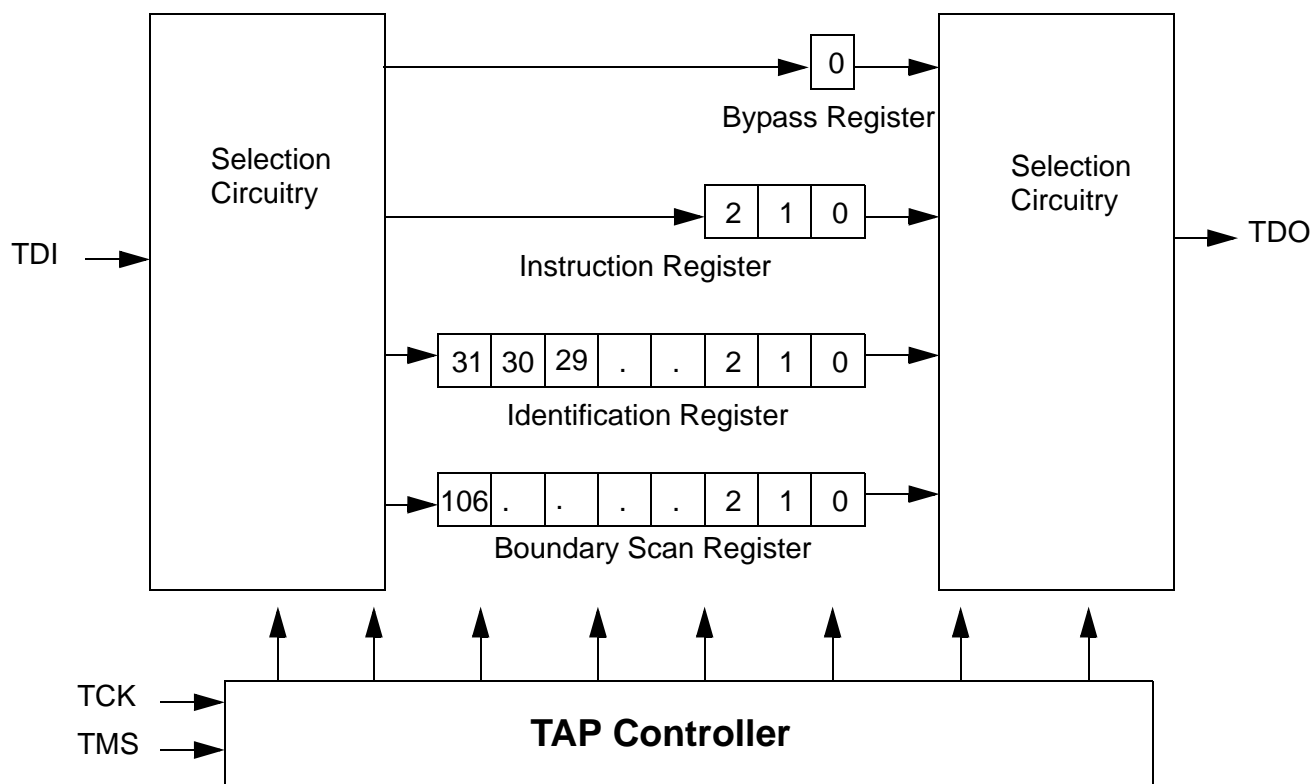 0
Bypass Register
Selection
Circuitry
Selection
Circuitry
2 1 0
TDI
TDO
Instruction Register
31 30 29 . . 2 1 0
Identification Register
106 . . . . 2 1 0
Boundary Scan Register
TCK
TMS
TAP Controller